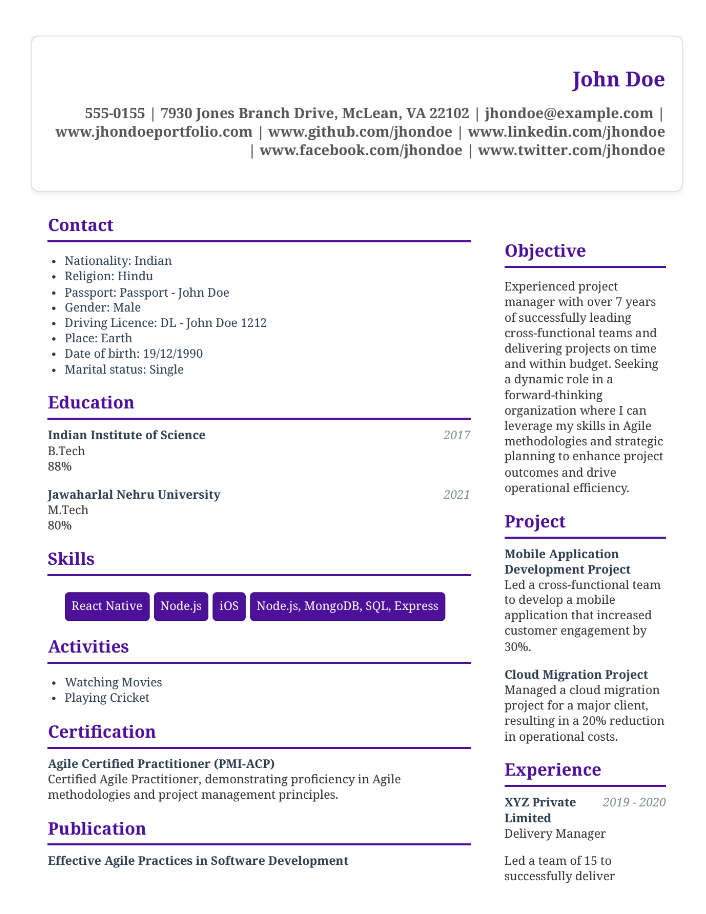 John Doe
555-0155 | 7930 Jones Branch Drive, McLean, VA 22102 | jhondoe@example.com |
www.jhondoeportfolio.com | www.github.com/jhondoe | www.linkedin.com/jhondoe
| www.facebook.com/jhondoe | www.twitter.com/jhondoe
Contact
• Nationality: Indian
• Religion: Hindu
• Passport: Passport - John Doe
• Gender: Male
• Driving Licence: DL - John Doe 1212
• Place: Earth
• Date of birth: 19/12/1990
• Marital status: Single
Education
Indian Institute of Science 2017
B.Tech
88%
Jawaharlal Nehru University 2021
M.Tech
80%
Skills
React Native Node.js iOS Node.js, MongoDB, SQL, Express
Activities
• Watching Movies
• Playing Cricket
Certification
Agile Certified Practitioner (PMI-ACP)
Certified Agile Practitioner, demonstrating proficiency in Agile
methodologies and project management principles.
Publication
Effective Agile Practices in Software Development
Objective
Experienced project
manager with over 7 years
of successfully leading
cross-functional teams and
delivering projects on time
and within budget. Seeking
a dynamic role in a
forward-thinking
organization where I can
leverage my skills in Agile
methodologies and strategic
planning to enhance project
outcomes and drive
operational efficiency.
Project
Mobile Application
Development Project
Led a cross-functional team
to develop a mobile
application that increased
customer engagement by
30%.
Cloud Migration Project
Managed a cloud migration
project for a major client,
resulting in a 20% reduction
in operational costs.
Experience
XYZ Private 2019 - 2020
Limited
Delivery Manager
Led a team of 15 to
successfully deliver